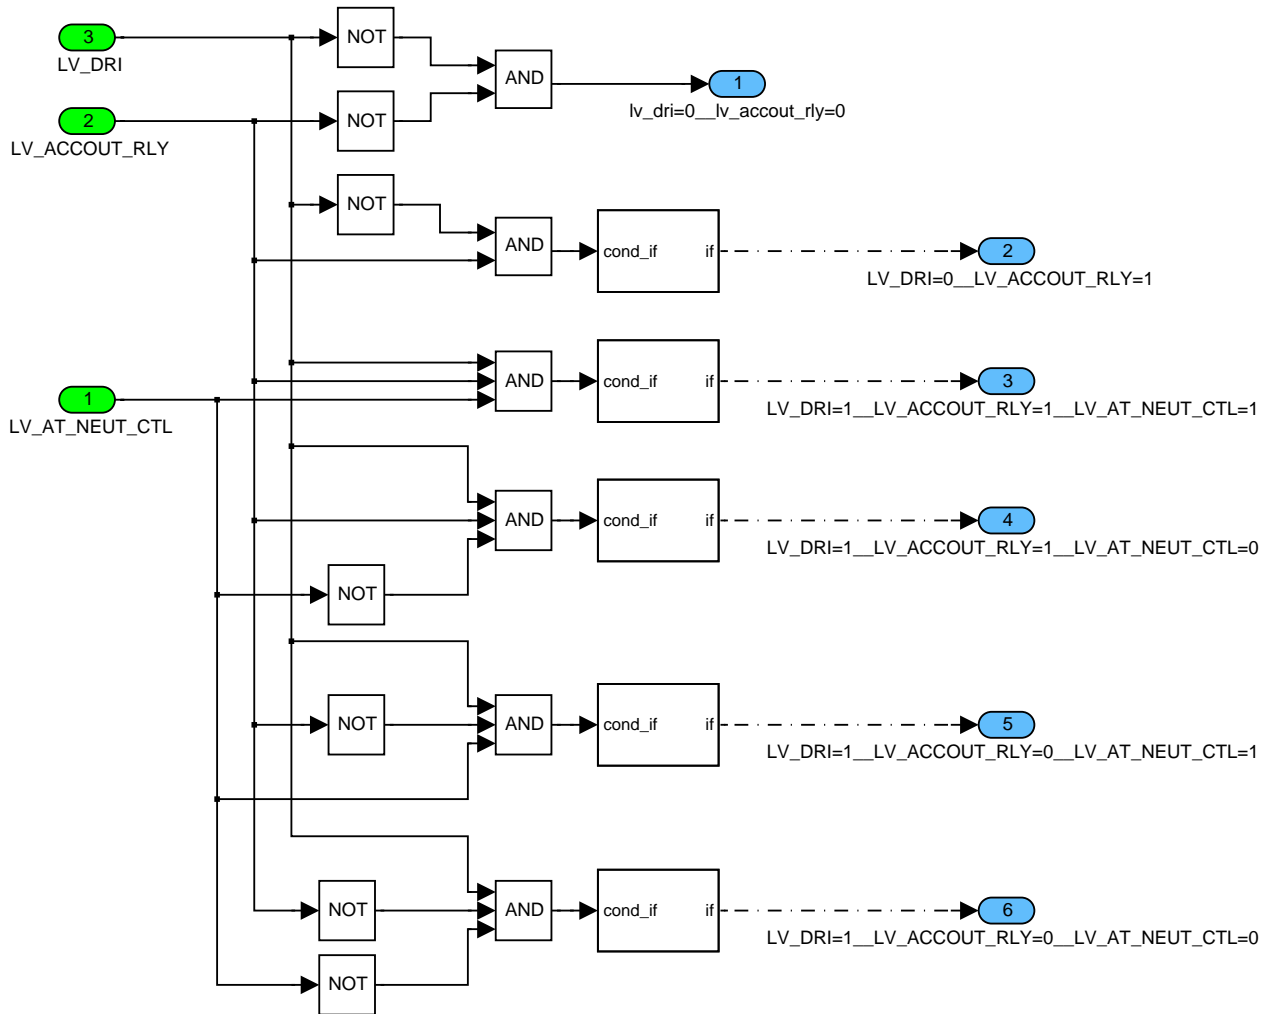 3
LV_DRI
NOT
AND
1
lv_dri=0__lv_accout_rly=0
2
LV_ACCOUT_RLY
NOT
NOT
AND
cond_if
if
2
LV_DRI=0__LV_ACCOUT_RLY=1
1
LV_AT_NEUT_CTL
AND
cond_if
if
3
LV_DRI=1__LV_ACCOUT_RLY=1__LV_AT_NEUT_CTL=1
AND
cond_if
if
4
LV_DRI=1__LV_ACCOUT_RLY=1__LV_AT_NEUT_CTL=0
NOT
NOT
AND
cond_if
if
5
LV_DRI=1__LV_ACCOUT_RLY=0__LV_AT_NEUT_CTL=1
NOT
AND
cond_if
if
6
LV_DRI=1__LV_ACCOUT_RLY=0__LV_AT_NEUT_CTL=0
NOT